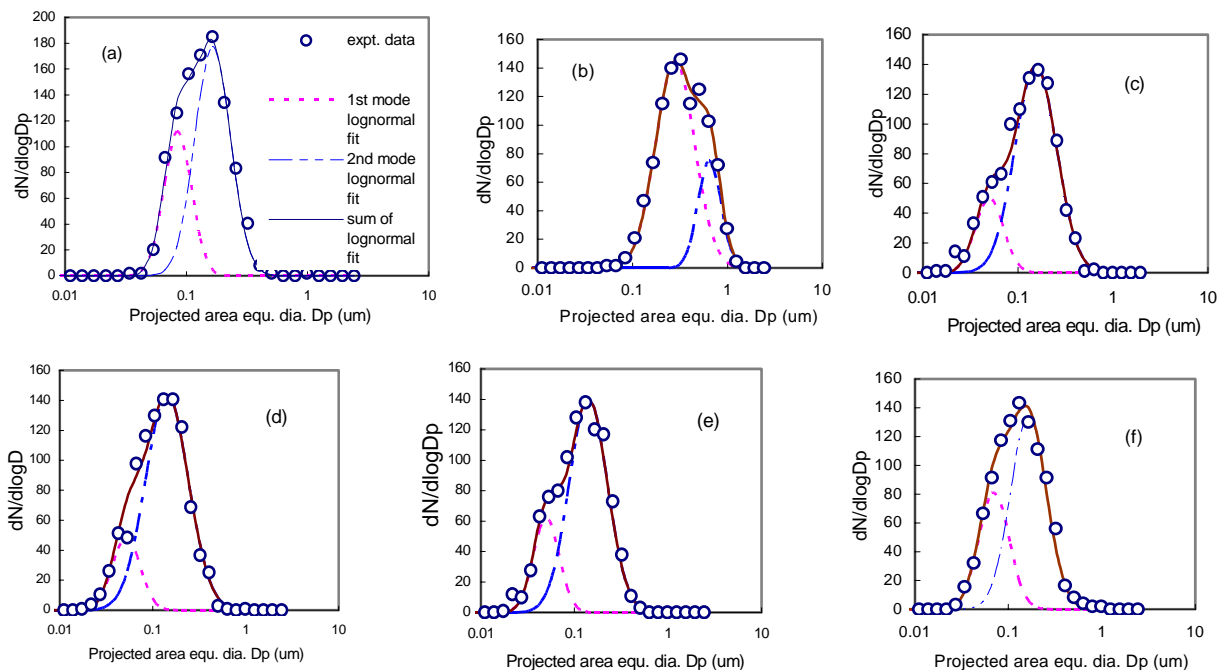 200
180
160
140
120
100
80
60
40
20
0
dN/dlogDp
(a)
expt. data
1st mode
lognormal
fit
2nd mode
lognormal
fit
sum of
lognormal
fit
0.01 0.1 1 10
Projected area equ. dia. Dp (um)
160
140
120
100
80
60
40
20
0
dN/dlogDp
(b)
0.01 0.1 1 10
Projected area equ. dia. Dp (um)
160
140
120
100
80
60
40
20
0
dN/dlogDp
(c)
0.01 0.1 1 10
Projected area equ. dia. Dp (um)
160
140
120
100
80
60
40
20
0
dN/dlogD
(d)
0.01 0.1 1 10
Projected area equ. dia. Dp (um)
160
140
120
100
80
60
40
20
0
dN/dlogDp
(e)
0.01 0.1 1 10
Projected area equ. dia. Dp (um)
160
140
120
100
80
60
40
20
0
dN/dlogDp
(f)
0.01 0.1 1 10
Projected area equ. dia. Dp (um)